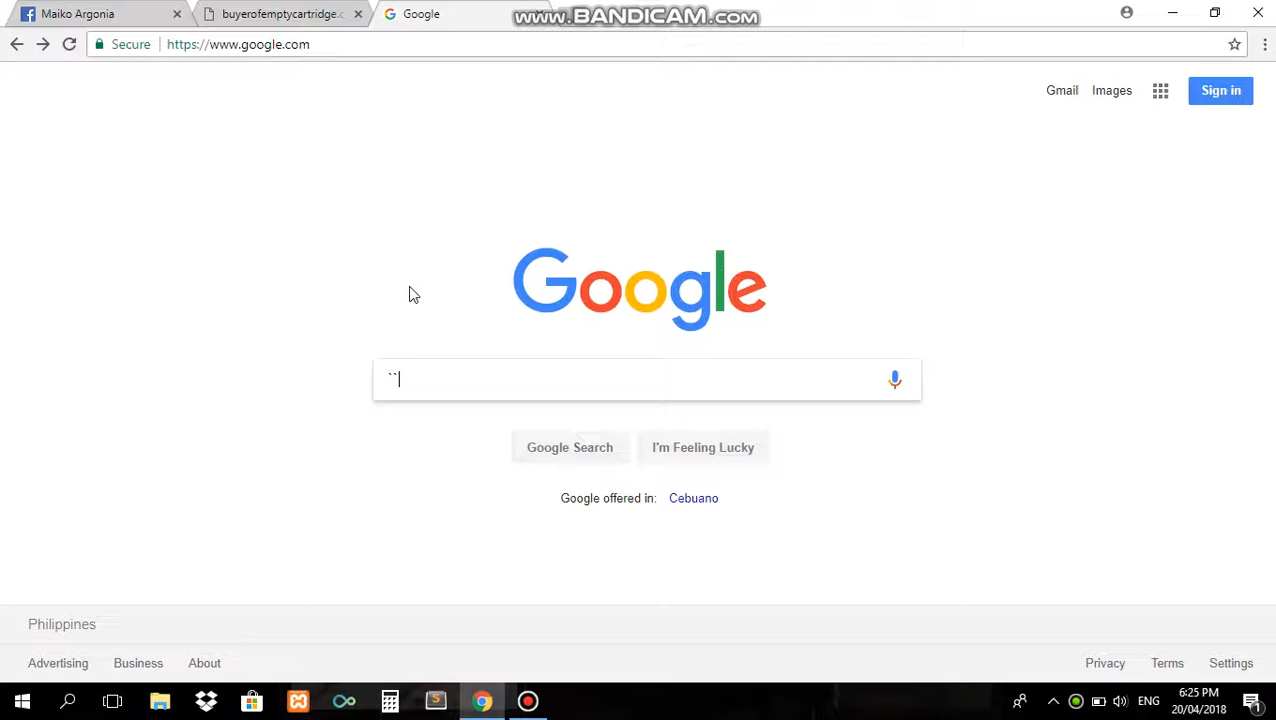 Maiko Argonia
buyerofemptycartridge.c
Google
www.BANDICAM.com
Secure
https://www.google.com
Gmail
Images
Sign in
Google
``
Google Search
I'm Feeling Lucky
Google offered in: Cebuano
Philippines
Advertising
Business
About
Privacy
Terms
Settings
ENG
6:25 PM
20/04/2018
1